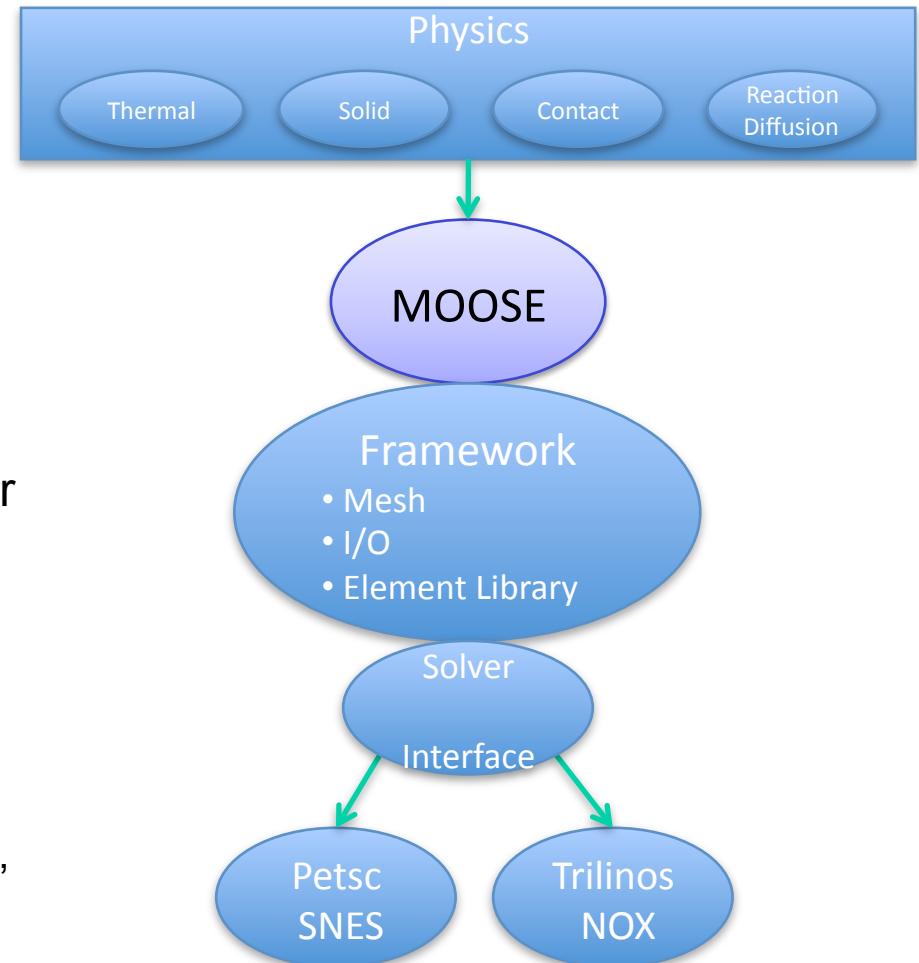 Physics
Thermal
Solid
Contact
Reaction
Diffusion
MOOSE
Framework
• Mesh
r
• I/O
• Element Library
Solver
Interface
,
Petsc
SNES
Trilinos
NOX